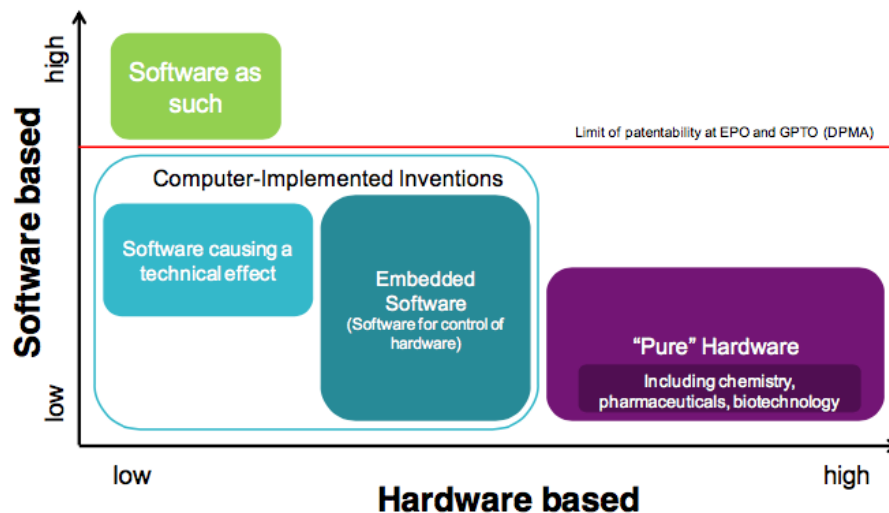 high
Software as
such
Limit of patentability at EPO and GPTO (DPMA)
Software based
Computer-Implemented Inventions
Software causing a
technical effect
Embedded
Software
(Software for control of
hardware)
"Pure" Hardware
Including chemistry,
pharmaceuticals, biotechnology
low
low
high
Hardware based